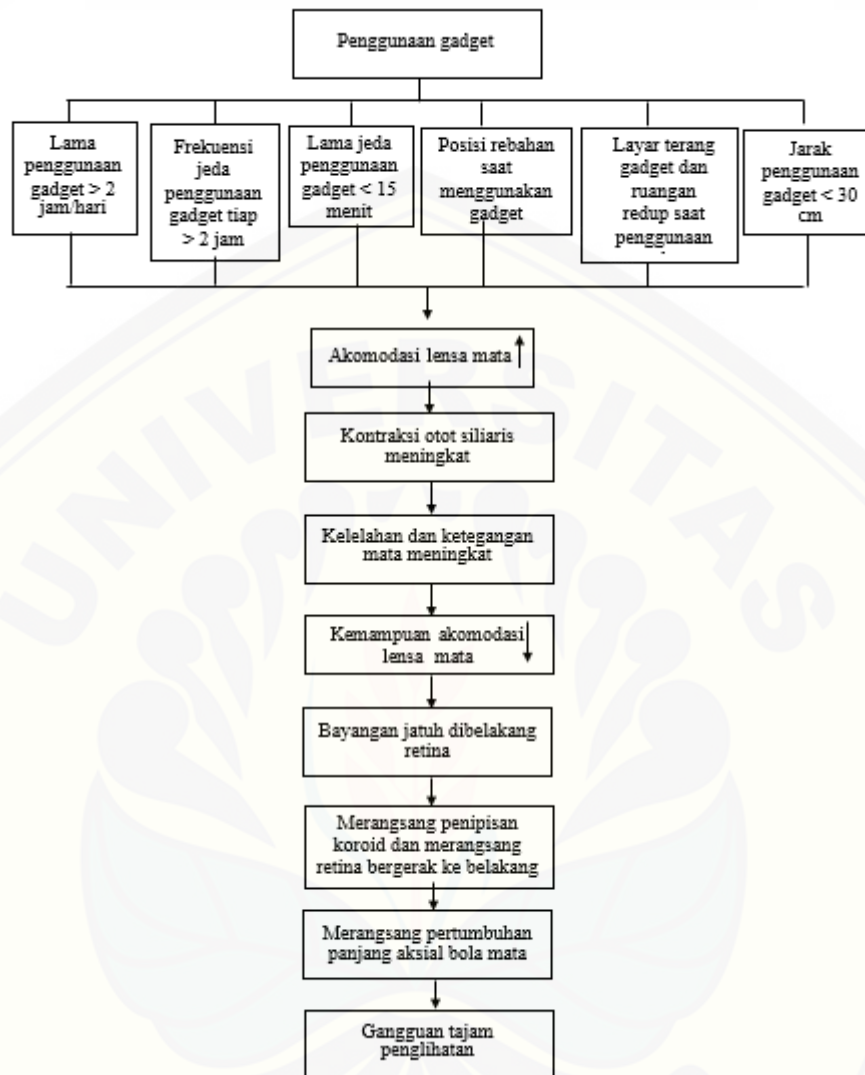 Penggunaan gadget
Lama
penggunaan
gadget > 2
jam/hari
Frekuensi
jeda
penggunaan
gadget tiap
> 2 jam
Lama jeda
penggunaan
gadget < 15
menit
Posisi rebahan
saat
menggunakan
gadget
Layar terang
gadget dan
ruangan
redup saat
penggunaan
Jarak
penggunaan
gadget < 30
cm
Akomodasi lensa mata
Kontraksi otot siliaris
meningkat
Kelelahan dan ketegangan
mata meningkat
Kemampuan akomodasi
lensa mata
Bayangan jatuh dibelakang
retina
Merangsang penipisan
koroid dan merangsang
retina bergerak ke belakang
Merangsang pertumbuhan
panjang aksial bola mata
Gangguan tajam
penglihatan
UNIVERSITAS